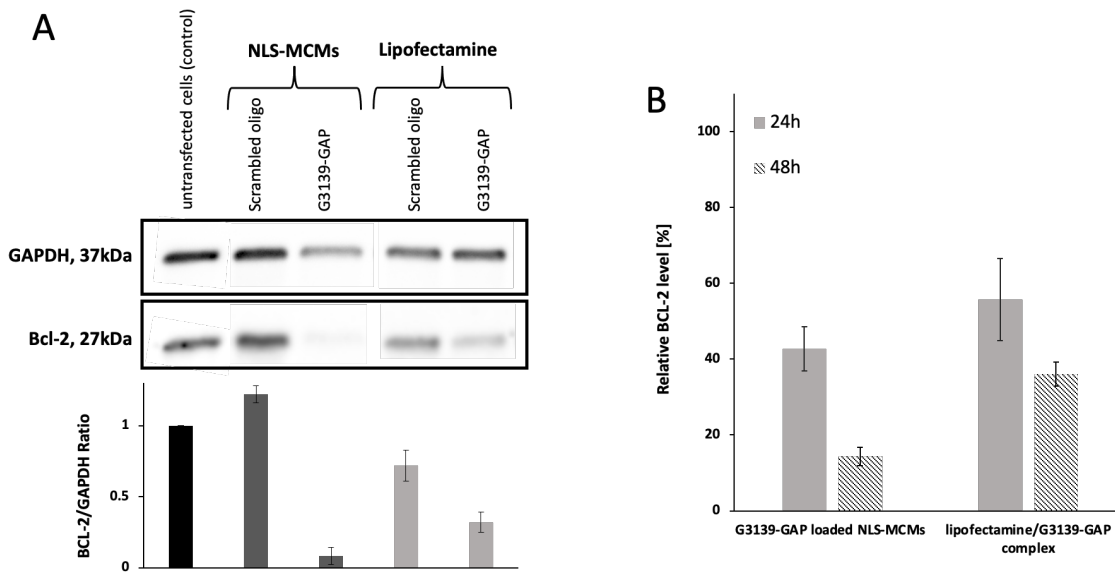 A
NLS-MCMs
Lipofectamine
untransfected cells (control)
Scrambled oligo
G3139-GAP
Scrambled oligo
G3139-GAP
GAPDH, 37kDa
Bcl-2, 27kDa
BCL-2/GAPDH Ratio
1
0.5
0
B
Relative BCL-2 level [%]
100
80
60
40
20
0
24h
48h
G3139-GAP loaded NLS-MCMs
lipofectamine/G3139-GAP
complex